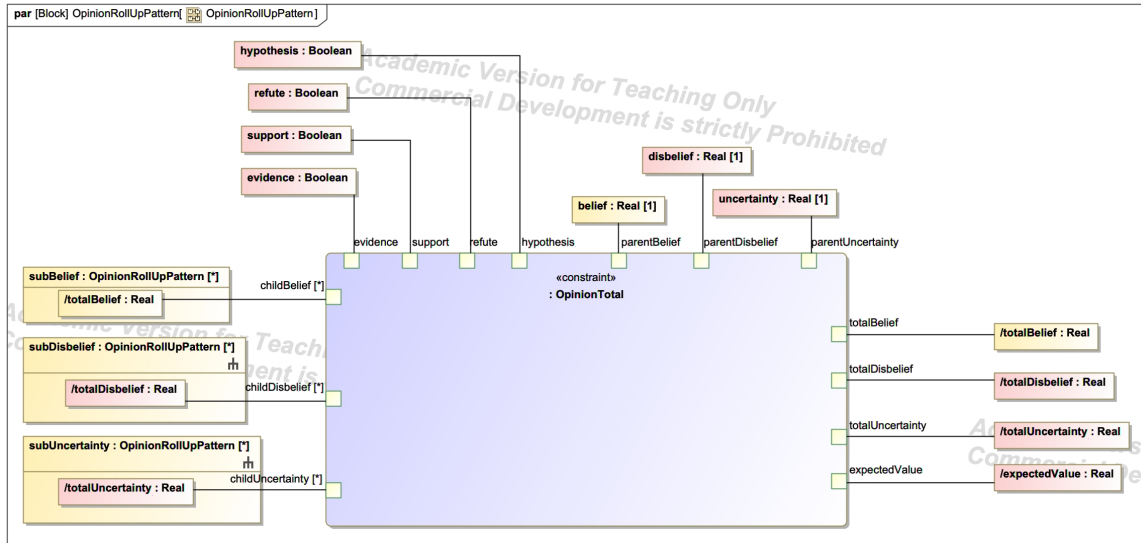 par [Block] OpinionRollUpPattern[ OpinionRollUpPattern ]
hypothesis : Boolean
Academic Version for Teaching Only
Commercial Development is strictly Prohibited
refute : Boolean
support : Boolean
evidence : Boolean
disbelief : Real [1]
belief : Real [1]
uncertainty : Real [1]
evidence
support
refute
hypothesis
parentBelief
parentDisbelief
parentUncertainty
«constraint»
: OpinionTotal
subBelief : OpinionRollUpPattern [*]
/totalBelief : Real
childBelief [*]
subDisbelief : OpinionRollUpPattern [*]
/totalDisbelief : Real
childDisbelief [*]
subUncertainty : OpinionRollUpPattern [*]
/totalUncertainty : Real
childUncertainty [*]
totalBelief
/totalBelief : Real
totalDisbelief
/totalDisbelief : Real
totalUncertainty
/totalUncertainty : Real
expectedValue
/expectedValue : Real